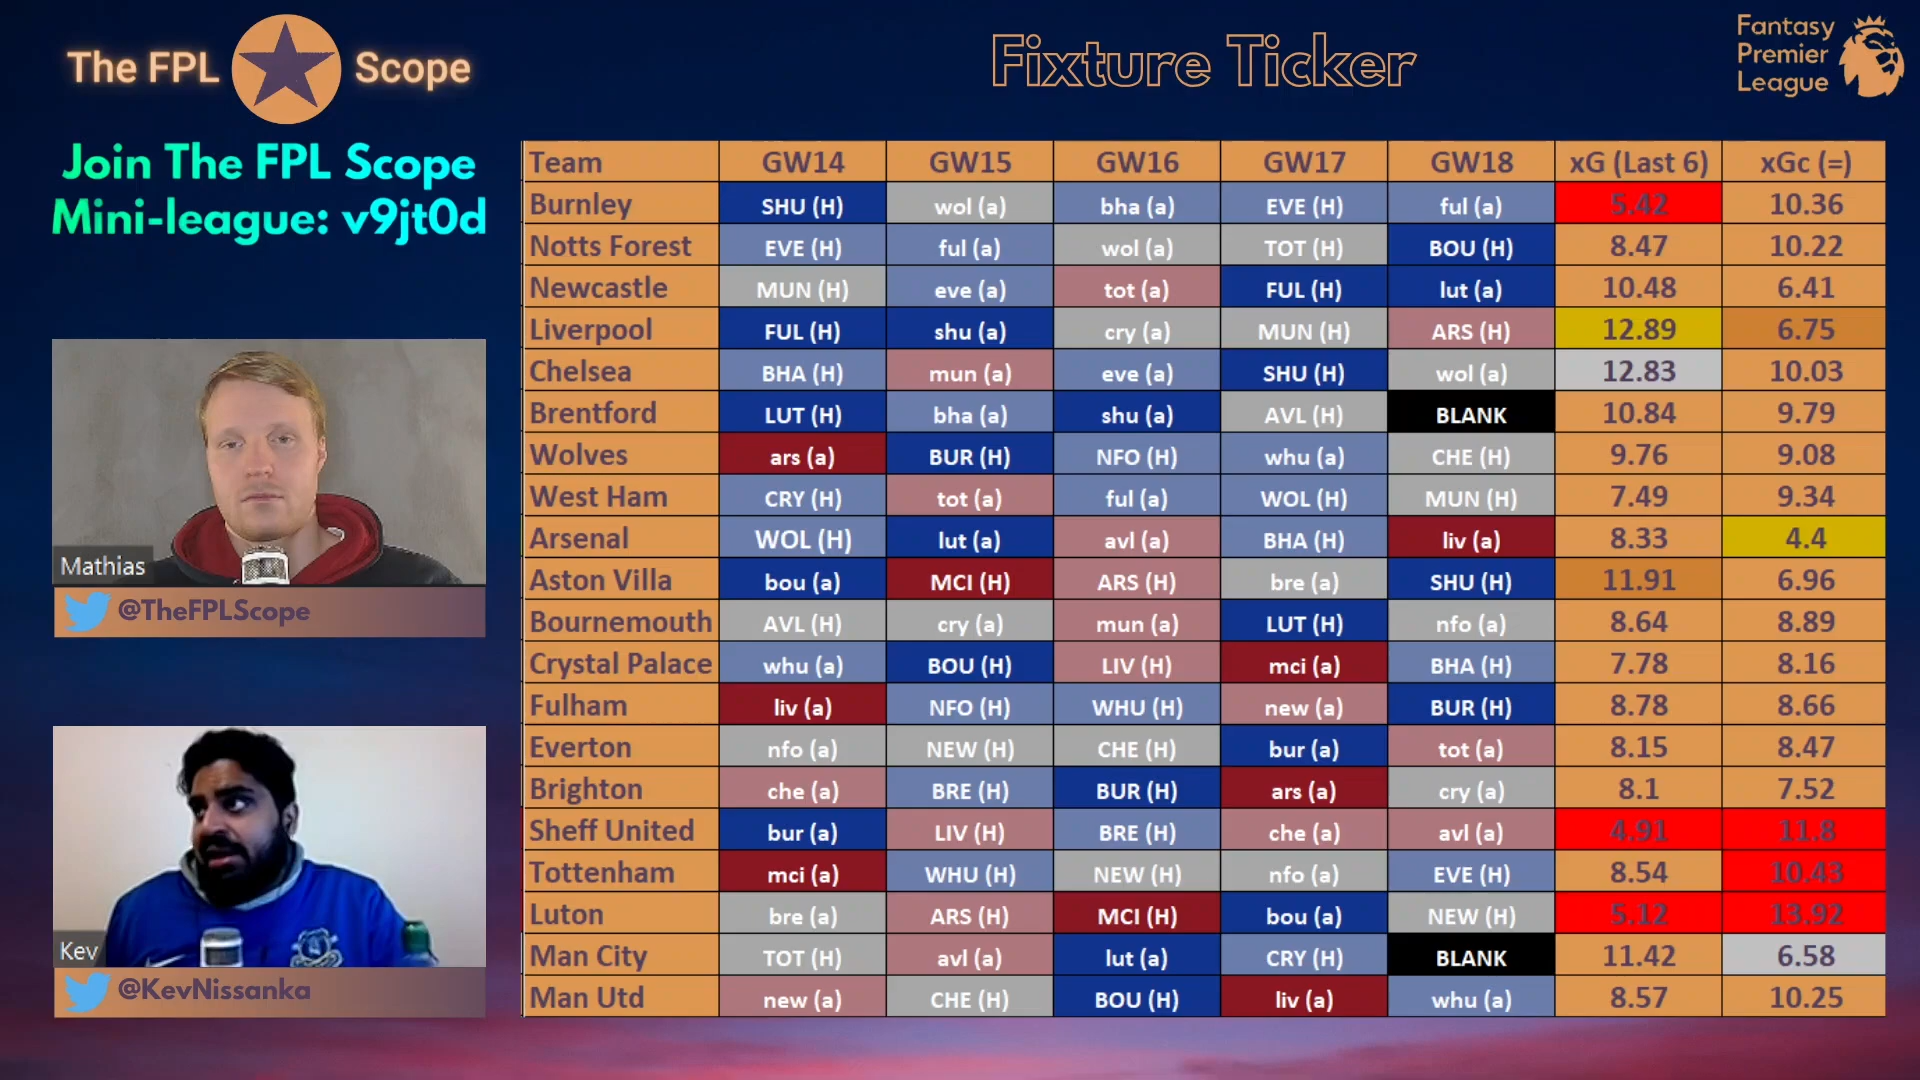 The FPL Scope
Fixture Ticker
Fantasy
Premier
League
Join The FPL Scope
Mini-league: v9jt0d
Mathias
@TheFPLScope
Kev
@KevNissanka
Team GW14 GW15 GW16 GW17 GW18 xG (Last 6) xGc (=)
Burnley SHU (H) wol (a) bha (a) EVE (H) ful (a) 5.42 10.36
Notts Forest EVE (H) ful (a) wol (a) TOT (H) BOU (H) 8.47 10.22
Newcastle MUN (H) eve (a) tot (a) FUL (H) lut (a) 10.48 6.41
Liverpool FUL (H) shu (a) cry (a) MUN (H) ARS (H) 12.89 6.75
Chelsea BHA (H) mun (a) eve (a) SHU (H) wol (a) 12.83 10.03
Brentford LUT (H) bha (a) shu (a) AVL (H) BLANK 10.84 9.79
Wolves ars (a) BUR (H) NFO (H) whu (a) CHE (H) 9.76 9.08
West Ham CRY (H) tot (a) ful (a) WOL (H) MUN (H) 7.49 9.34
Arsenal WOL (H) lut (a) avl (a) BHA (H) liv (a) 8.33 4.4
Aston Villa bou (a) MCI (H) ARS (H) bre (a) SHU (H) 11.91 6.96
Bournemouth AVL (H) cry (a) mun (a) LUT (H) nfo (a) 8.64 8.89
Crystal Palace whu (a) BOU (H) LIV (H) mci (a) BHA (H) 7.78 8.16
Fulham liv (a) NFO (H) WHU (H) new (a) BUR (H) 8.78 8.66
Everton nfo (a) NEW (H) CHE (H) bur (a) tot (a) 8.15 8.47
Brighton che (a) BRE (H) BUR (H) ars (a) cry (a) 8.1 7.52
Sheff United bur (a) LIV (H) BRE (H) che (a) avl (a) 4.91 11.8
Tottenham mci (a) WHU (H) NEW (H) nfo (a) EVE (H) 8.54 10.43
Luton bre (a) ARS (H) MCI (H) bou (a) NEW (H) 5.12 13.92
Man City TOT (H) avl (a) lut (a) CRY (H) BLANK 11.42 6.58
Man Utd new (a) CHE (H) BOU (H) liv (a) whu (a) 8.57 10.25